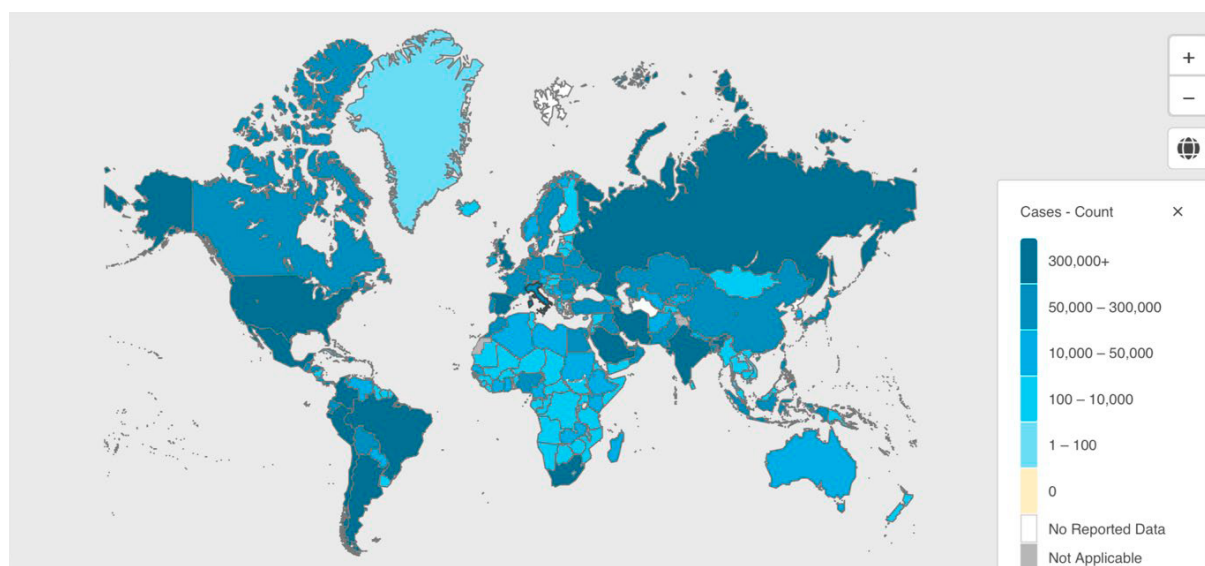 +
−
Cases - Count ×
300,000+
50,000 – 300,000
10,000 – 50,000
100 – 10,000
1 – 100
0
No Reported Data
Not Applicable